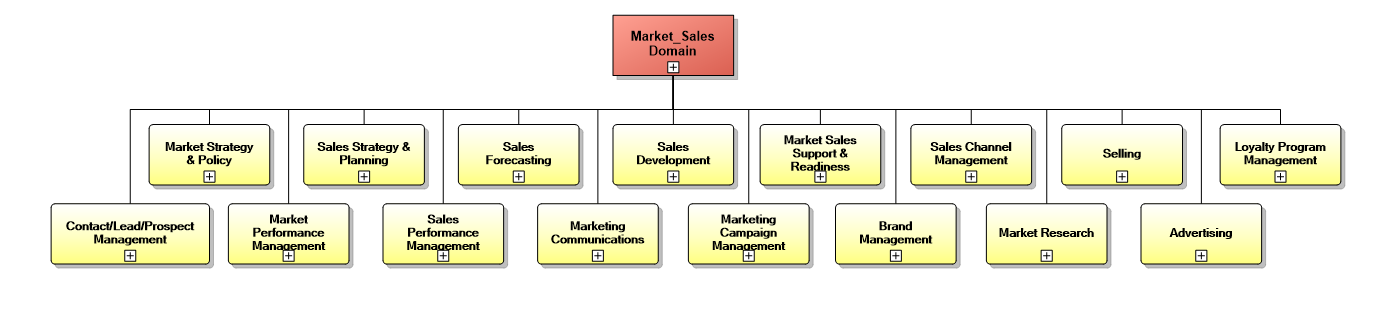 Market_Sales
Domain
Market Strategy
& Policy
Sales Strategy &
Planning
Sales
Forecasting
Sales
Development
Market Sales
Support &
Readiness
Sales Channel
Management
Selling
Loyalty Program
Management
Contact/Lead/Prospect
Management
Market
Performance
Management
Sales
Performance
Management
Marketing
Communications
Marketing
Campaign
Management
Brand
Management
Market Research
Advertising